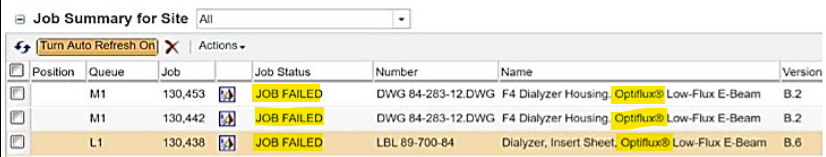 Job Summary for Site All
Turn Auto Refresh On Actions
Position Queue Job Job Status Number Name Version
M1 130,453 JOB FAILED DWG 84-283-12.DWG F4 Dialyzer Housing. Optiflux® Low-Flux E-Beam B.2
M1 130,442 JOB FAILED DWG 84-283-12.DWG F4 Dialyzer Housing. Optiflux® Low-Flux E-Beam B.2
L1 130,438 JOB FAILED LBL 89-700-84 Dialyzer, Insert Sheet, Optiflux® Low-Flux E-Beam B.6